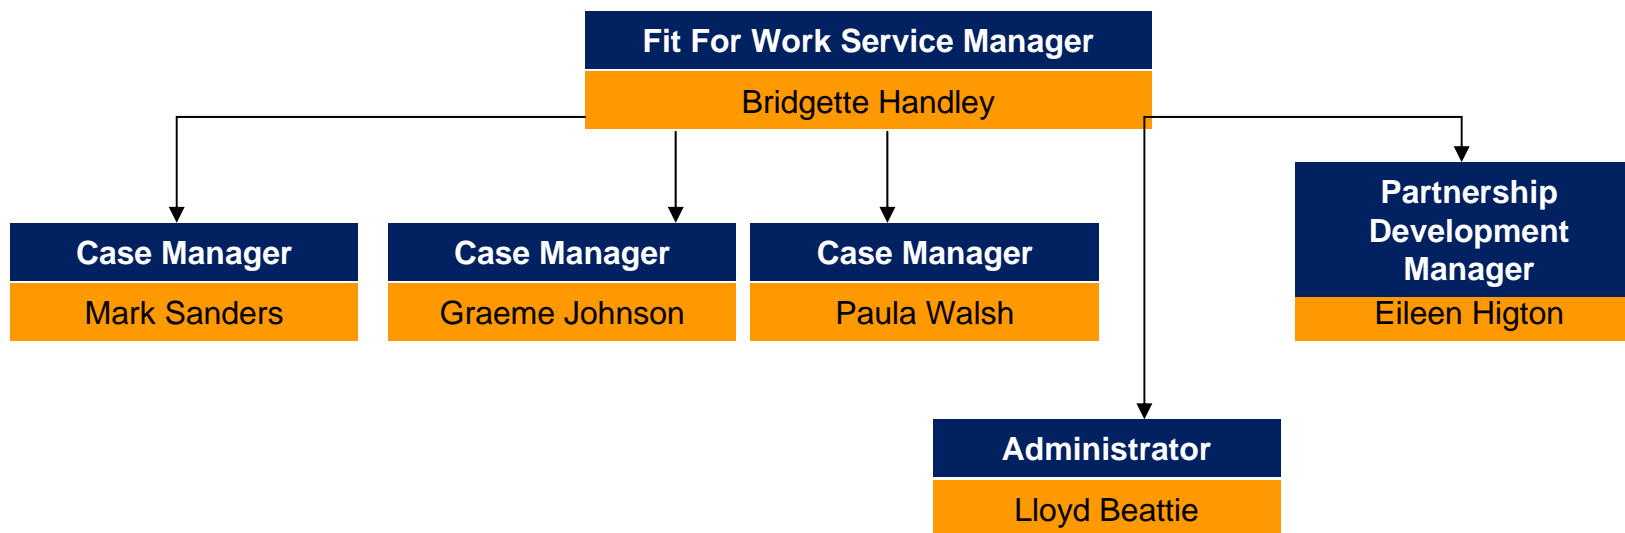 Fit For Work Service Manager
Bridgette Handley
Case Manager
Mark Sanders
Case Manager
Graeme Johnson
Case Manager
Paula Walsh
Partnership
Development
Manager
Eileen Higton
Administrator
Lloyd Beattie